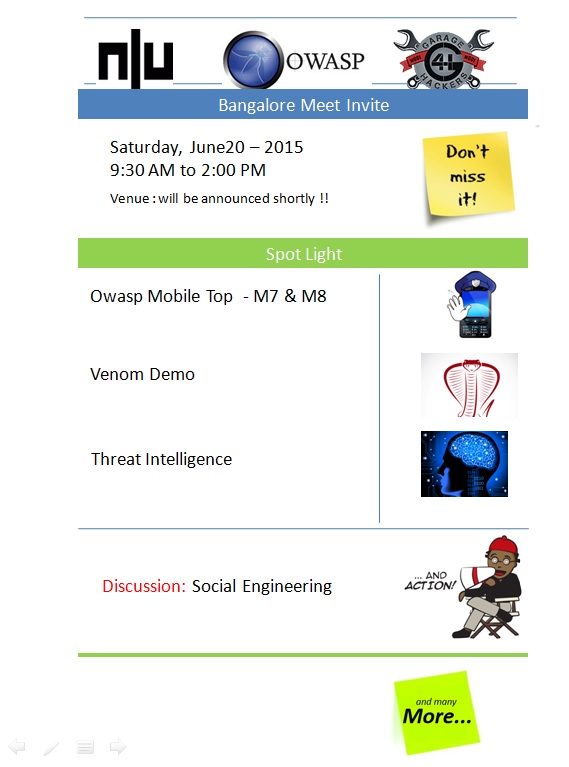 n|u
OWASP
GARAGE
4H
HACKERS
Bangalore Meet Invite
Saturday, June20 – 2015
9:30 AM to 2:00 PM
Venue : will be announced shortly !!
Don't
miss
it!
Spot Light
Owasp Mobile Top - M7 & M8
Venom Demo
Threat Intelligence
Discussion: Social Engineering
... AND
ACTION!
and many
More...